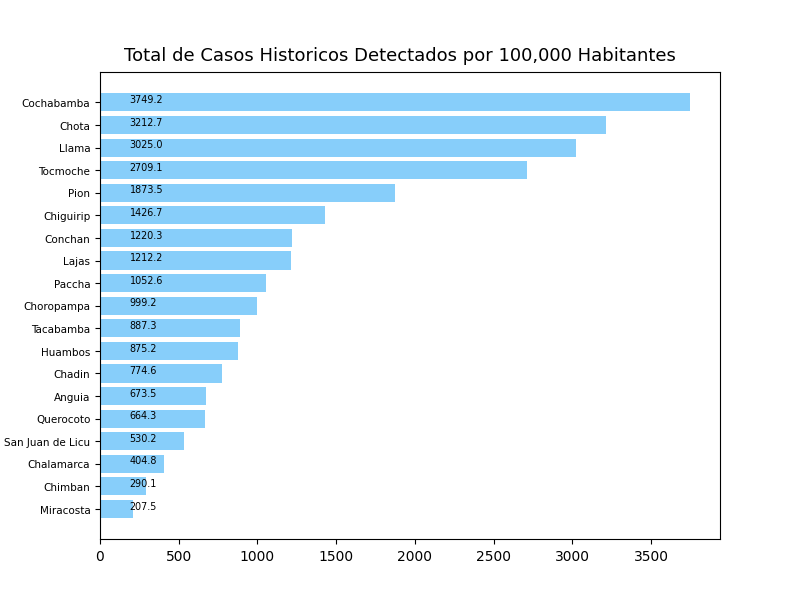 Total de Casos Historicos Detectados por 100,000 Habitantes
Cochabamba 3749.2
Chota 3212.7
Llama 3025.0
Tocmoche 2709.1
Pion 1873.5
Chiguirip 1426.7
Conchan 1220.3
Lajas 1212.2
Paccha 1052.6
Choropampa 999.2
Tacabamba 887.3
Huambos 875.2
Chadin 774.6
Anguia 673.5
Querocoto 664.3
San Juan de Licu 530.2
Chalamarca 404.8
Chimban 290.1
Miracosta 207.5
0 500 1000 1500 2000 2500 3000 3500